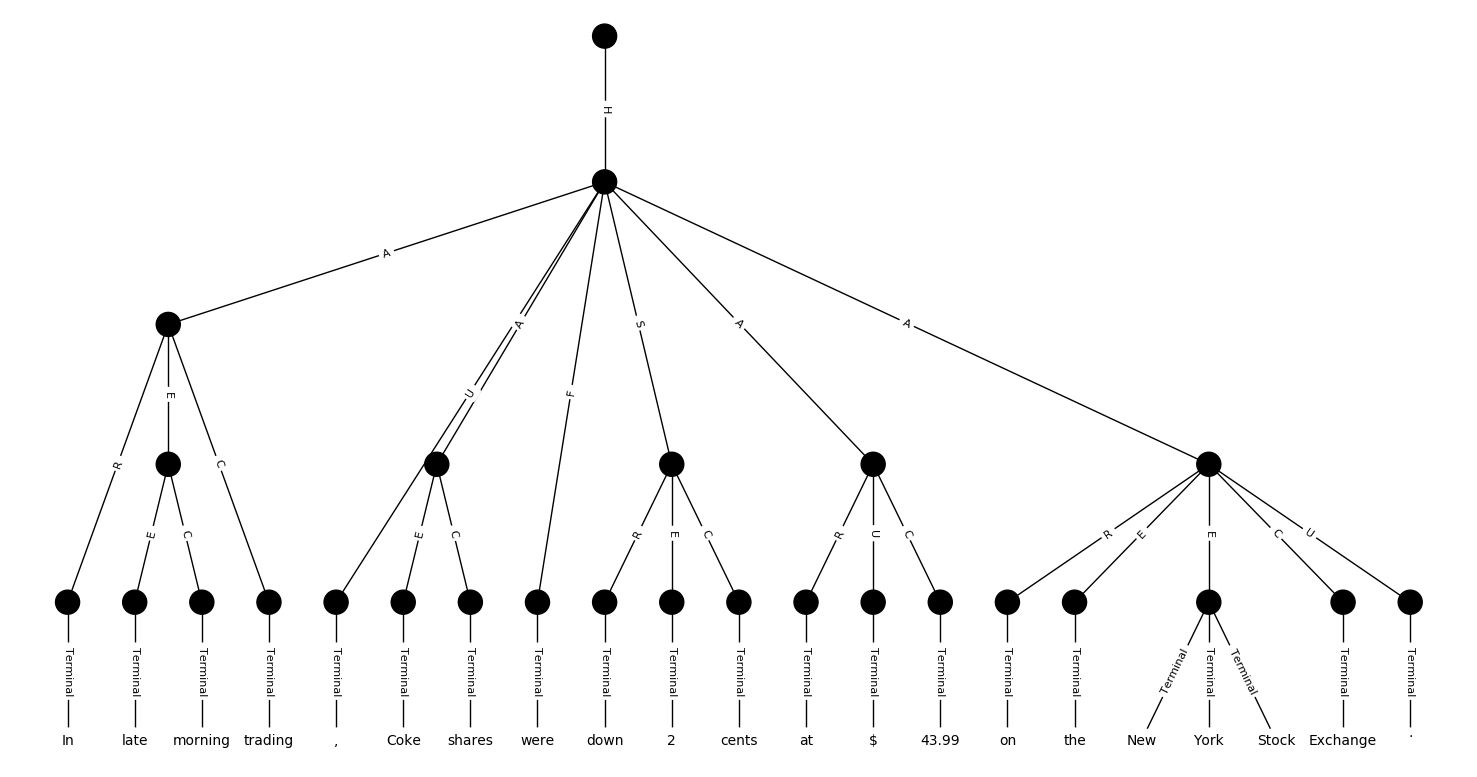 H
A
A
A
A
S
E
U
F
R
C
E
C
E
C
R
E
C
R
U
C
R
E
E
C
U
Terminal Terminal Terminal Terminal Terminal Terminal Terminal Terminal Terminal Terminal Terminal Terminal Terminal Terminal Terminal Terminal Terminal Terminal Terminal Terminal Terminal
In late morning trading , Coke shares were down 2 cents at $ 43.99 on the New York Stock Exchange .